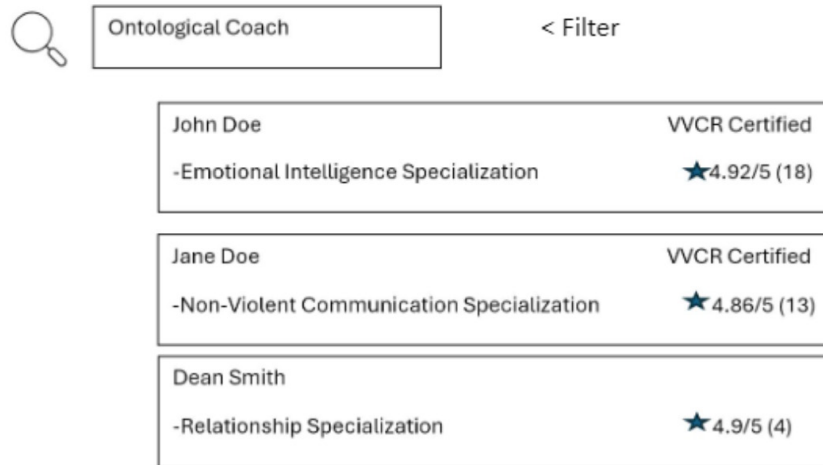 Ontological Coach < Filter
John Doe VVCR Certified
-Emotional Intelligence Specialization 4.92/5 (18)
Jane Doe VVCR Certified
-Non-Violent Communication Specialization 4.86/5 (13)
Dean Smith
-Relationship Specialization 4.9/5 (4)